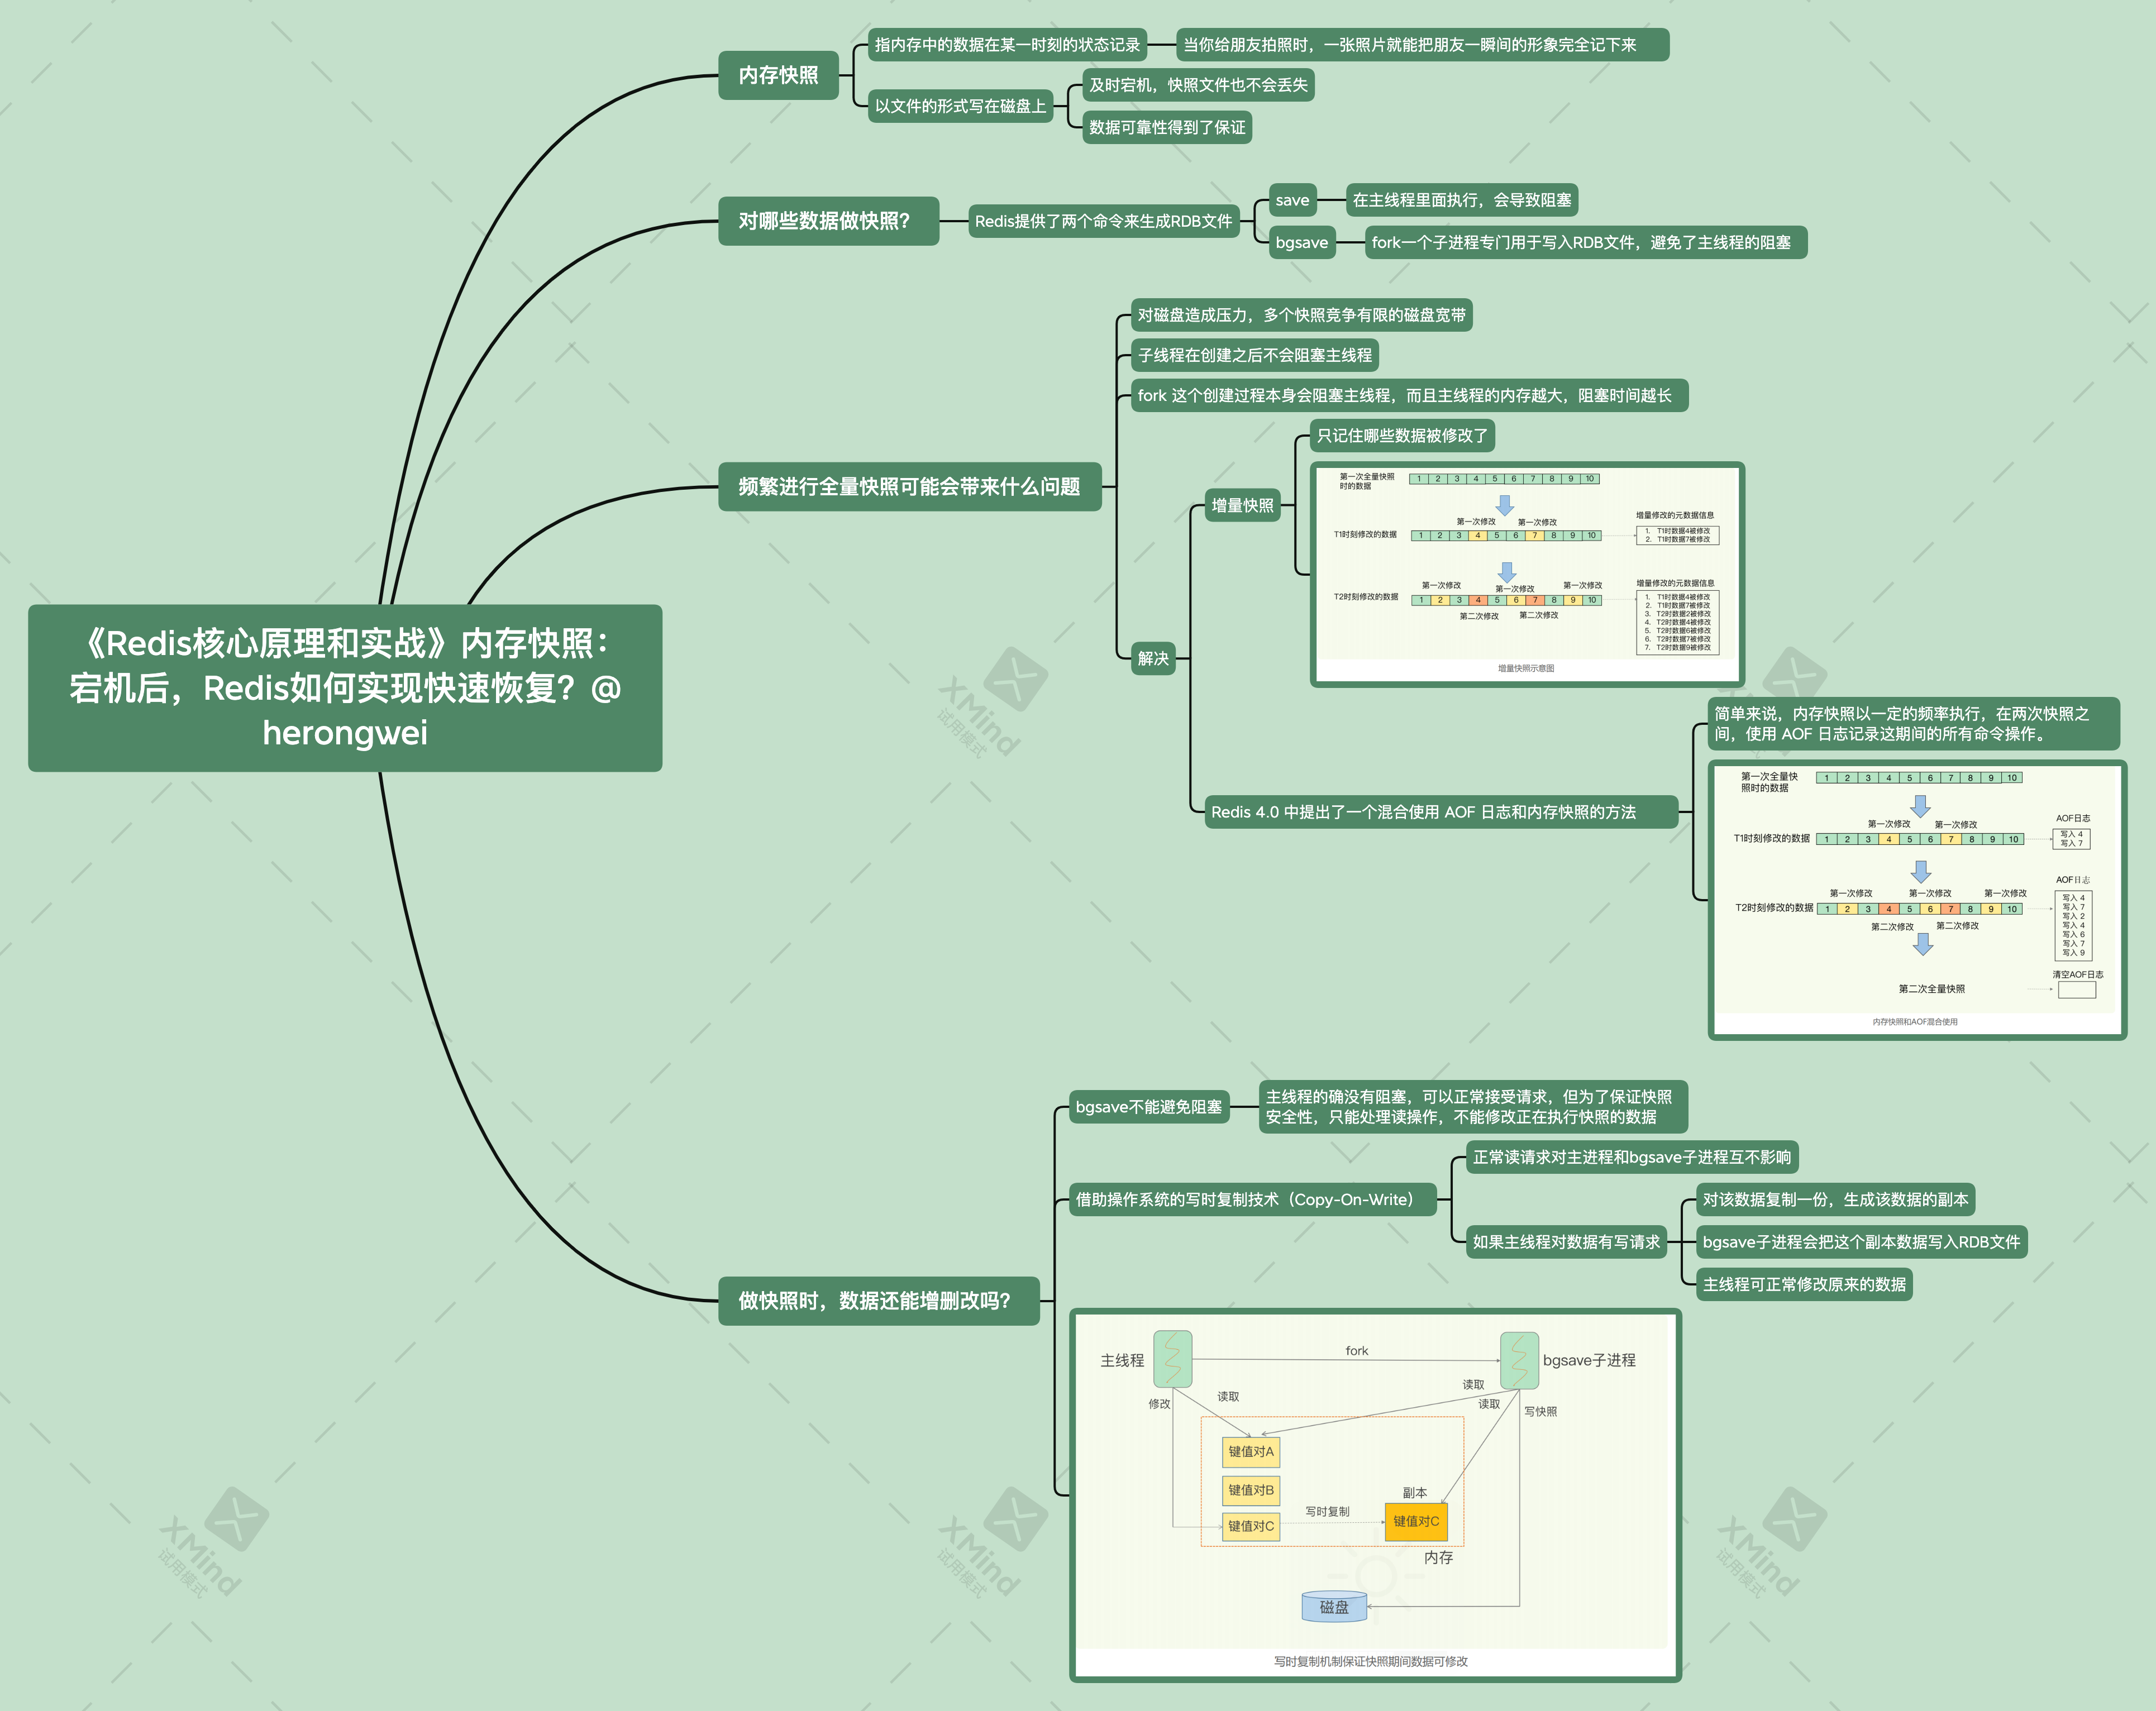 《Redis核心原理和实战》内存快照：
宕机后，Redis如何实现快速恢复？@
herongwei
内存快照
指内存中的数据在某一时刻的状态记录
当你给朋友拍照时，一张照片就能把朋友一瞬间的形象完全记下来
以文件的形式写在磁盘上
及时宕机，快照文件也不会丢失
数据可靠性得到了保证
对哪些数据做快照？
Redis提供了两个命令来生成RDB文件
save
在主线程里面执行，会导致阻塞
bgsave
fork一个子进程专门用于写入RDB文件，避免了主线程的阻塞
频繁进行全量快照可能会带来什么问题
对磁盘造成压力，多个快照竞争有限的磁盘宽带
子线程在创建之后不会阻塞主线程
fork 这个创建过程本身会阻塞主线程，而且主线程的内存越大，阻塞时间越长
解决
增量快照
只记住哪些数据被修改了
第一次全量快照
时的数据
1 2 3 4 5 6 7 8 9 10
第一次修改 第一次修改
增量修改的元数据信息
T1时刻修改的数据
1 2 3 4 5 6 7 8 9 10
1. T1时数据4被修改
2. T1时数据7被修改
第一次修改 第一次修改 第一次修改
增量修改的元数据信息
T2时刻修改的数据
1 2 3 4 5 6 7 8 9 10
第二次修改 第二次修改
1. T1时数据4被修改
2. T1时数据7被修改
3. T2时数据2被修改
4. T2时数据4被修改
5. T2时数据6被修改
6. T2时数据7被修改
7. T2时数据9被修改
增量快照示意图
Redis 4.0 中提出了一个混合使用 AOF 日志和内存快照的方法
简单来说，内存快照以一定的频率执行，在两次快照之
间，使用 AOF 日志记录这期间的所有命令操作。
第一次全量快
照时的数据
1 2 3 4 5 6 7 8 9 10
第一次修改 第一次修改
AOF日志
T1时刻修改的数据
1 2 3 4 5 6 7 8 9 10
写入 4
写入 7
第一次修改 第一次修改 第一次修改
AOF日志
T2时刻修改的数据
1 2 3 4 5 6 7 8 9 10
第二次修改 第二次修改
写入 4
写入 7
写入 2
写入 4
写入 6
写入 7
写入 9
第二次全量快照
清空AOF日志
内存快照和AOF混合使用
做快照时，数据还能增删改吗？
bgsave不能避免阻塞
主线程的确没有阻塞，可以正常接受请求，但为了保证快照
安全性，只能处理读操作，不能修改正在执行快照的数据
借助操作系统的写时复制技术（Copy-On-Write）
正常读请求对主进程和bgsave子进程互不影响
如果主线程对数据有写请求
对该数据复制一份，生成该数据的副本
bgsave子进程会把这个副本数据写入RDB文件
主线程可正常修改原来的数据
主线程
fork
bgsave子进程
修改
读取
读取
读取
写快照
键值对A
键值对B
键值对C
写时复制
副本
键值对C
内存
磁盘
写时复制机制保证快照期间数据可修改
XMind
试用模式
XMind
试用模式
XMind
试用模式
XMind
试用模式
XMind
试用模式